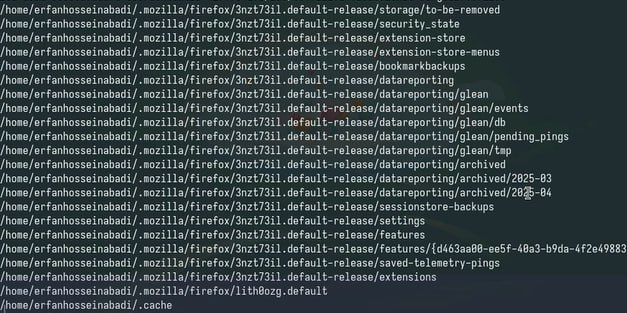 /home/erfanhosseinabadi/.mozilla/firefox/3nzt73il.default-release/storage/to-be-removed
/home/erfanhosseinabadi/.mozilla/firefox/3nzt73il.default-release/security_state
/home/erfanhosseinabadi/.mozilla/firefox/3nzt73il.default-release/extension-store
/home/erfanhosseinabadi/.mozilla/firefox/3nzt73il.default-release/extension-store-menus
/home/erfanhosseinabadi/.mozilla/firefox/3nzt73il.default-release/bookmarkbackups
/home/erfanhosseinabadi/.mozilla/firefox/3nzt73il.default-release/datareporting
/home/erfanhosseinabadi/.mozilla/firefox/3nzt73il.default-release/datareporting/glean
/home/erfanhosseinabadi/.mozilla/firefox/3nzt73il.default-release/datareporting/glean/events
/home/erfanhosseinabadi/.mozilla/firefox/3nzt73il.default-release/datareporting/glean/db
/home/erfanhosseinabadi/.mozilla/firefox/3nzt73il.default-release/datareporting/glean/pending_pings
/home/erfanhosseinabadi/.mozilla/firefox/3nzt73il.default-release/datareporting/glean/tmp
/home/erfanhosseinabadi/.mozilla/firefox/3nzt73il.default-release/datareporting/archived
/home/erfanhosseinabadi/.mozilla/firefox/3nzt73il.default-release/datareporting/archived/2025-03
/home/erfanhosseinabadi/.mozilla/firefox/3nzt73il.default-release/datareporting/archived/2025-04
/home/erfanhosseinabadi/.mozilla/firefox/3nzt73il.default-release/sessionstore-backups
/home/erfanhosseinabadi/.mozilla/firefox/3nzt73il.default-release/settings
/home/erfanhosseinabadi/.mozilla/firefox/3nzt73il.default-release/features
/home/erfanhosseinabadi/.mozilla/firefox/3nzt73il.default-release/features/{d463aa00-ee5f-40a3-b9da-4f2e49883
/home/erfanhosseinabadi/.mozilla/firefox/3nzt73il.default-release/saved-telemetry-pings
/home/erfanhosseinabadi/.mozilla/firefox/3nzt73il.default-release/extensions
/home/erfanhosseinabadi/.mozilla/firefox/lith0ozg.default
/home/erfanhosseinabadi/.cache